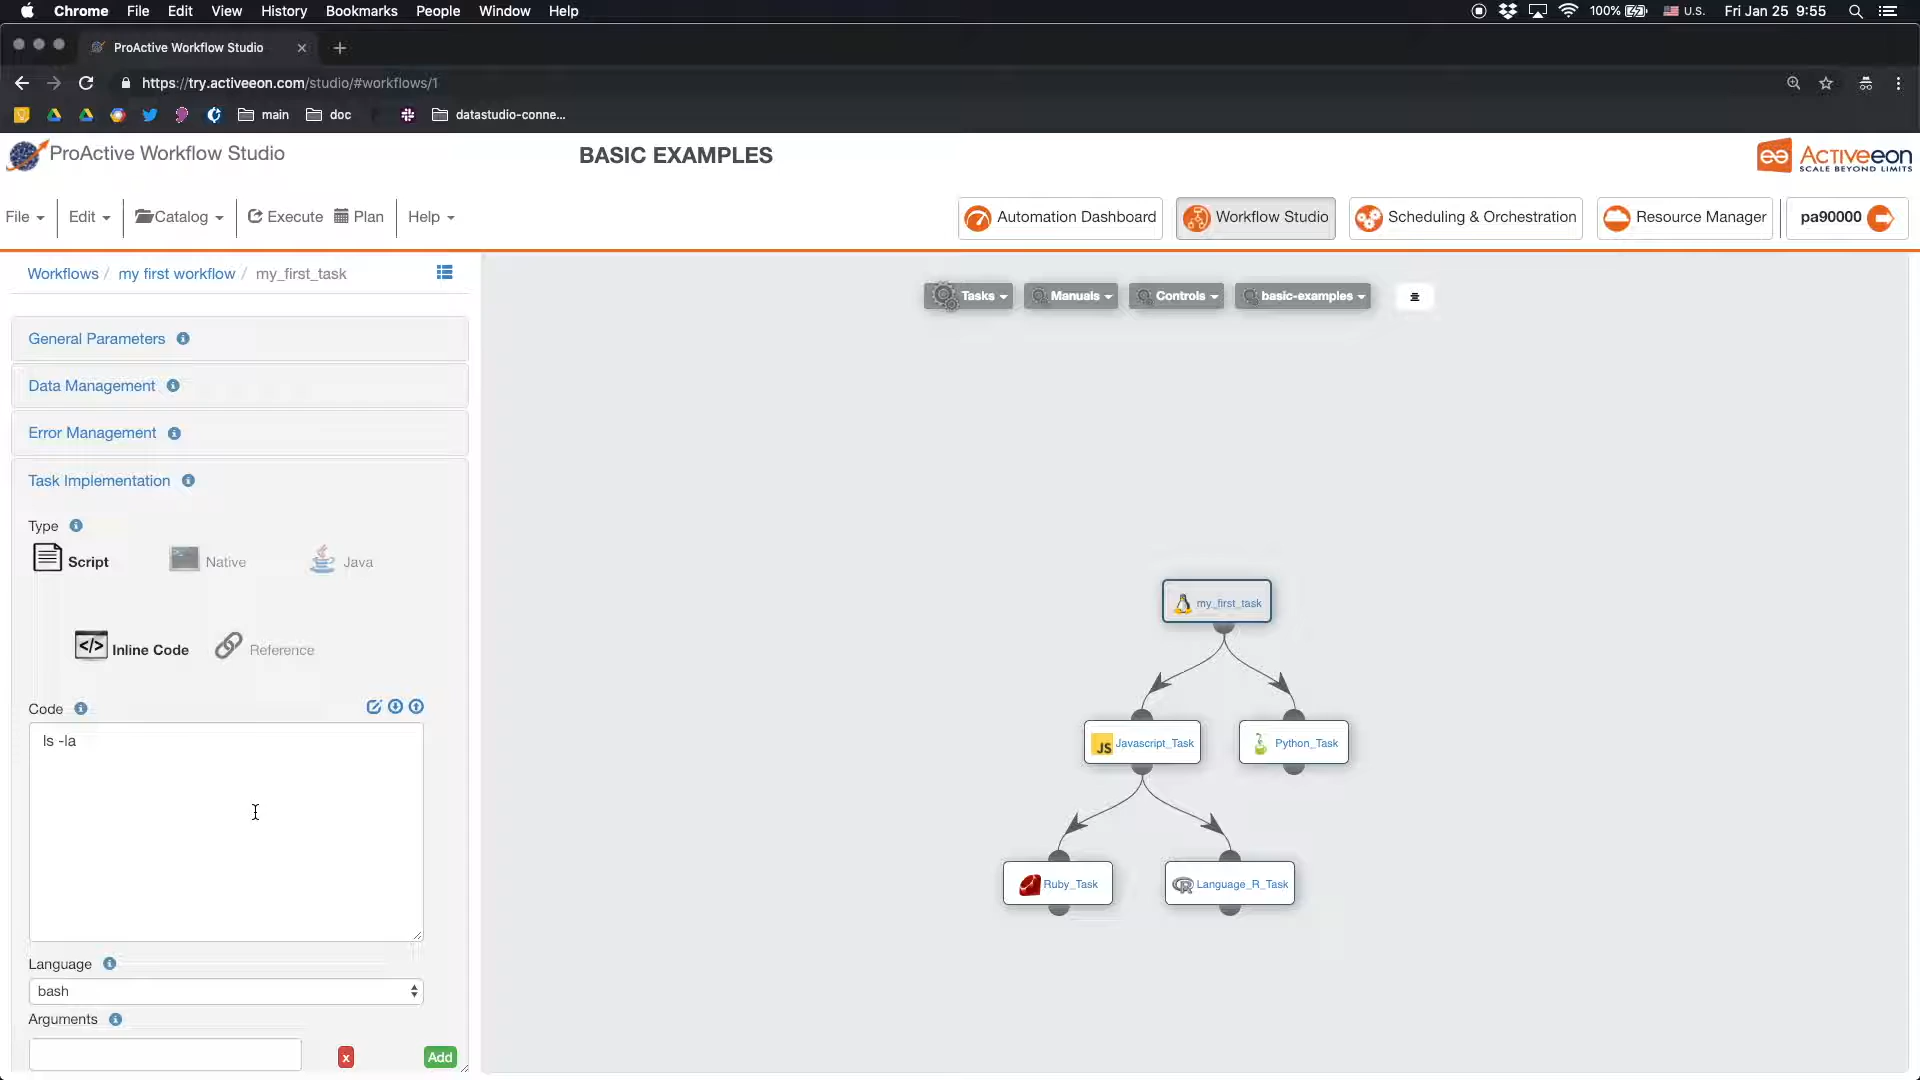 Chrome File Edit View History Bookmarks People Window Help 100% U.S. Fri Jan 25 9:55
ProActive Workflow Studio
https://try.activeeon.com/studio/#workflows/1
main doc datastudio-conne...
ProActive Workflow Studio BASIC EXAMPLES Activeeon
SCALE BEYOND LIMITS
File Edit Catalog Execute Plan Help Automation Dashboard Workflow Studio Scheduling & Orchestration Resource Manager pa90000
Workflows / my first workflow / my_first_task
Tasks Manuals Controls basic-examples
General Parameters
Data Management
Error Management
Task Implementation
Type
Script Native Java
my_first_task
Inline Code Reference
Code
ls -la
JS Javascript_Task Python_Task
Ruby_Task Language_R_Task
Language
bash
Arguments
x Add